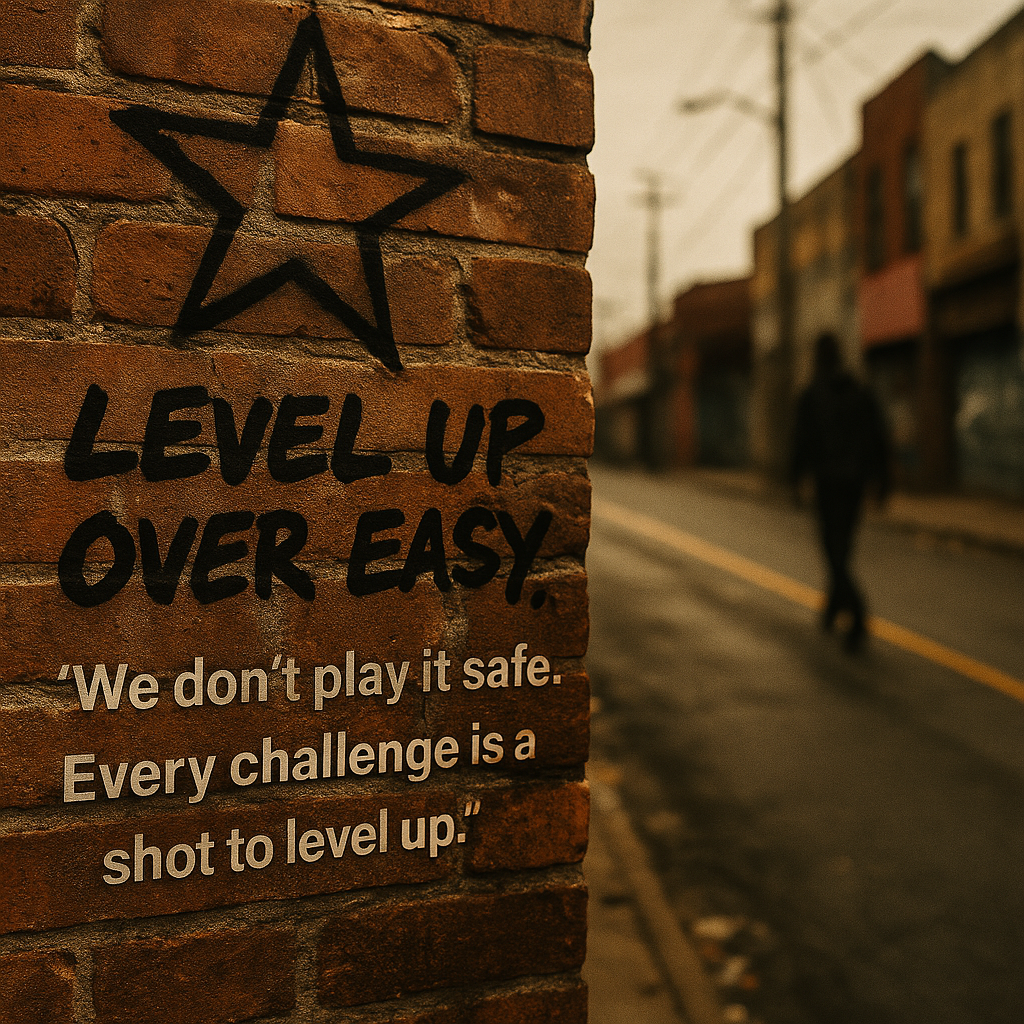 LEVEL UP
OVER EASY.
‘We don’t play it safe.
Every challenge is a
shot to level up.”